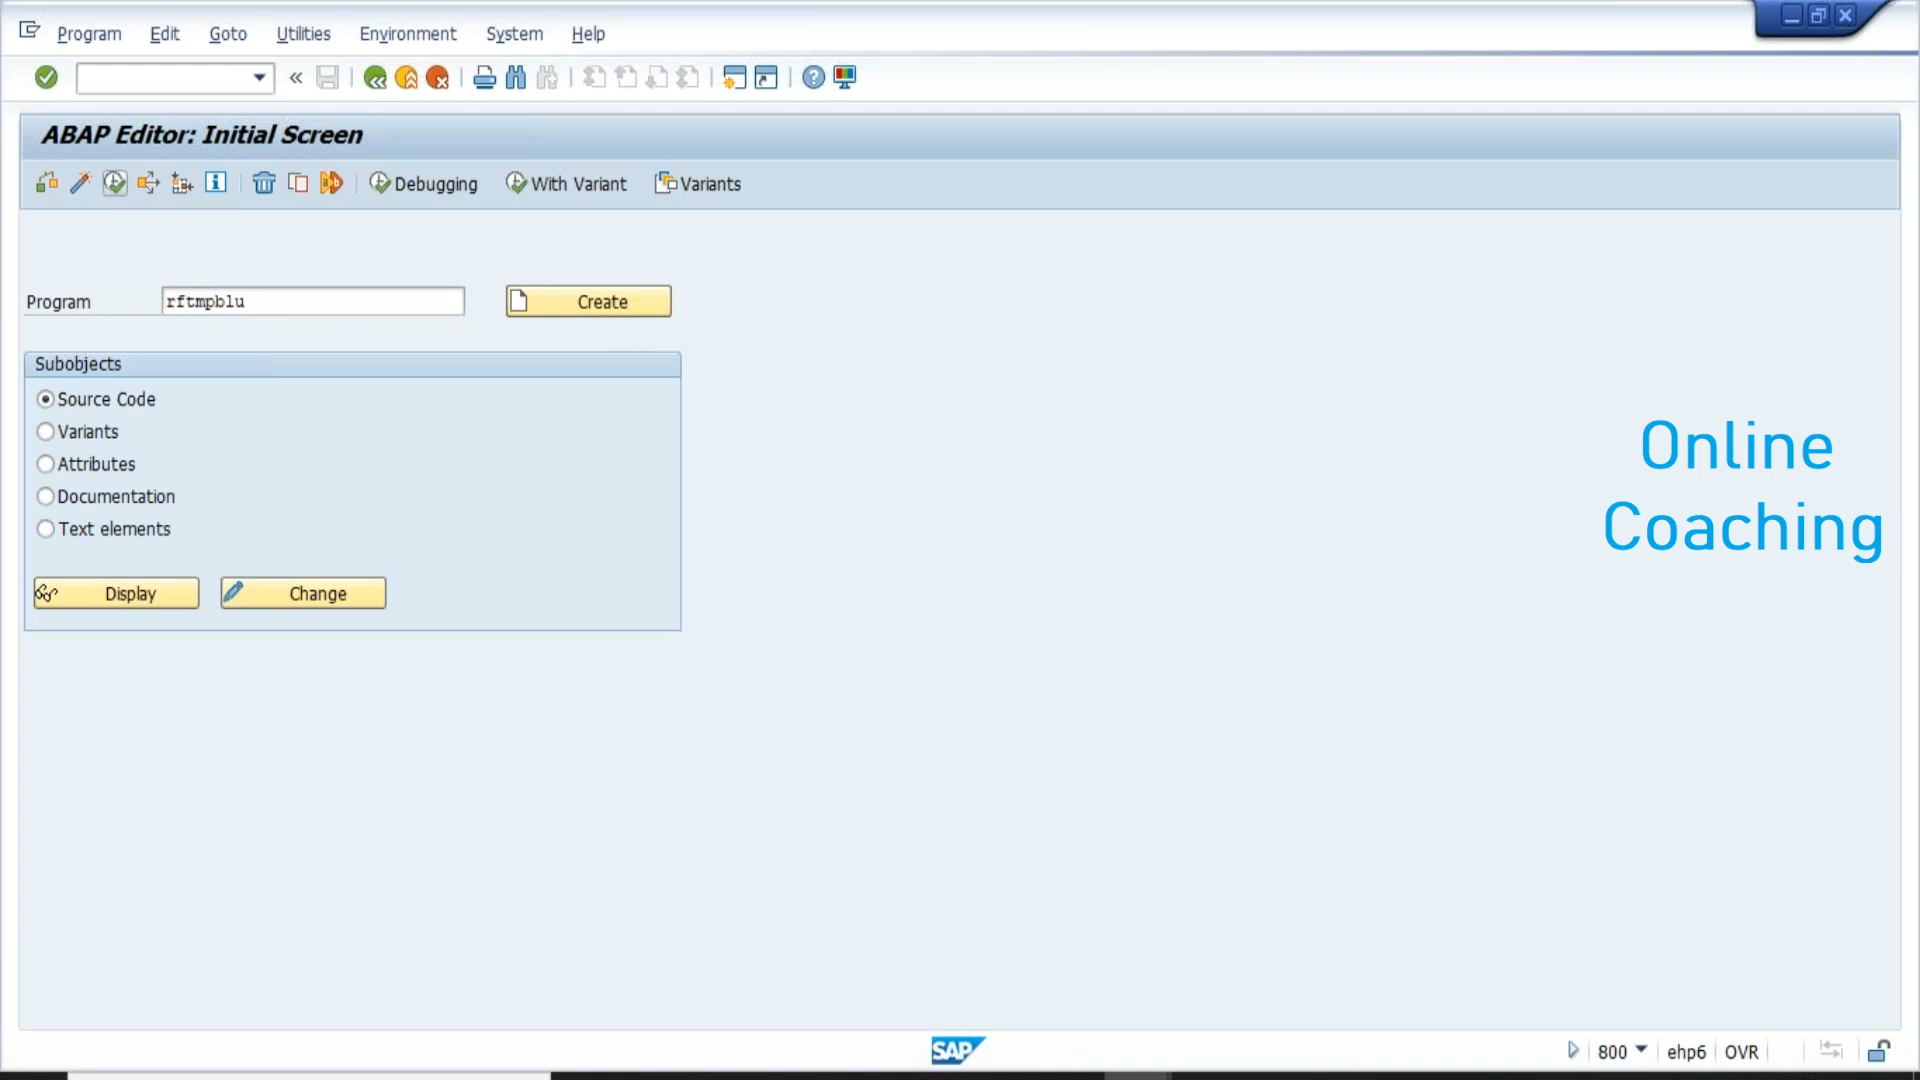 Program Edit Goto Utilities Environment System Help
ABAP Editor: Initial Screen
Debugging With Variant Variants
Program rftmpblu Create
Subobjects
Source Code
Variants
Attributes
Documentation
Text elements
Display Change
Online
Coaching
SAP
800 ehp6 OVR